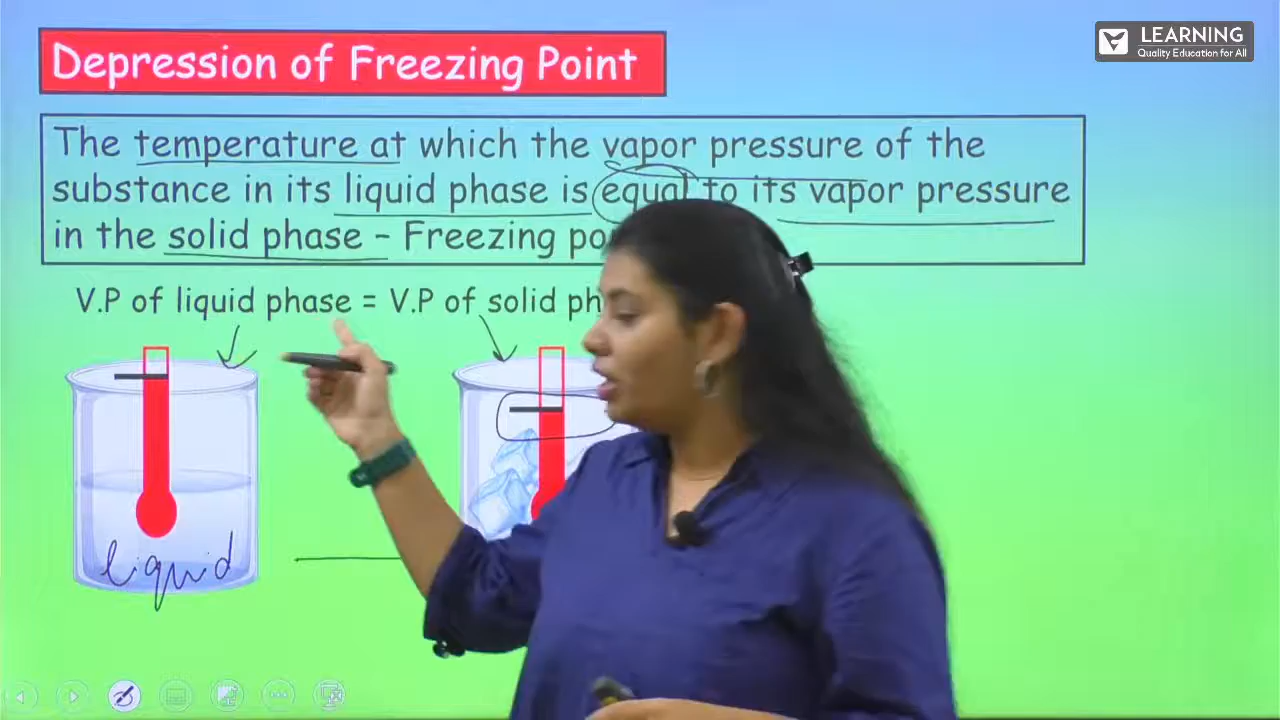 LEARNING
Quality Education for All
Depression of Freezing Point
The temperature at which the vapor pressure of the
substance in its liquid phase is equal to its vapor pressure
in the solid phase - Freezing po
V.P of liquid phase = V.P of solid ph
liquid